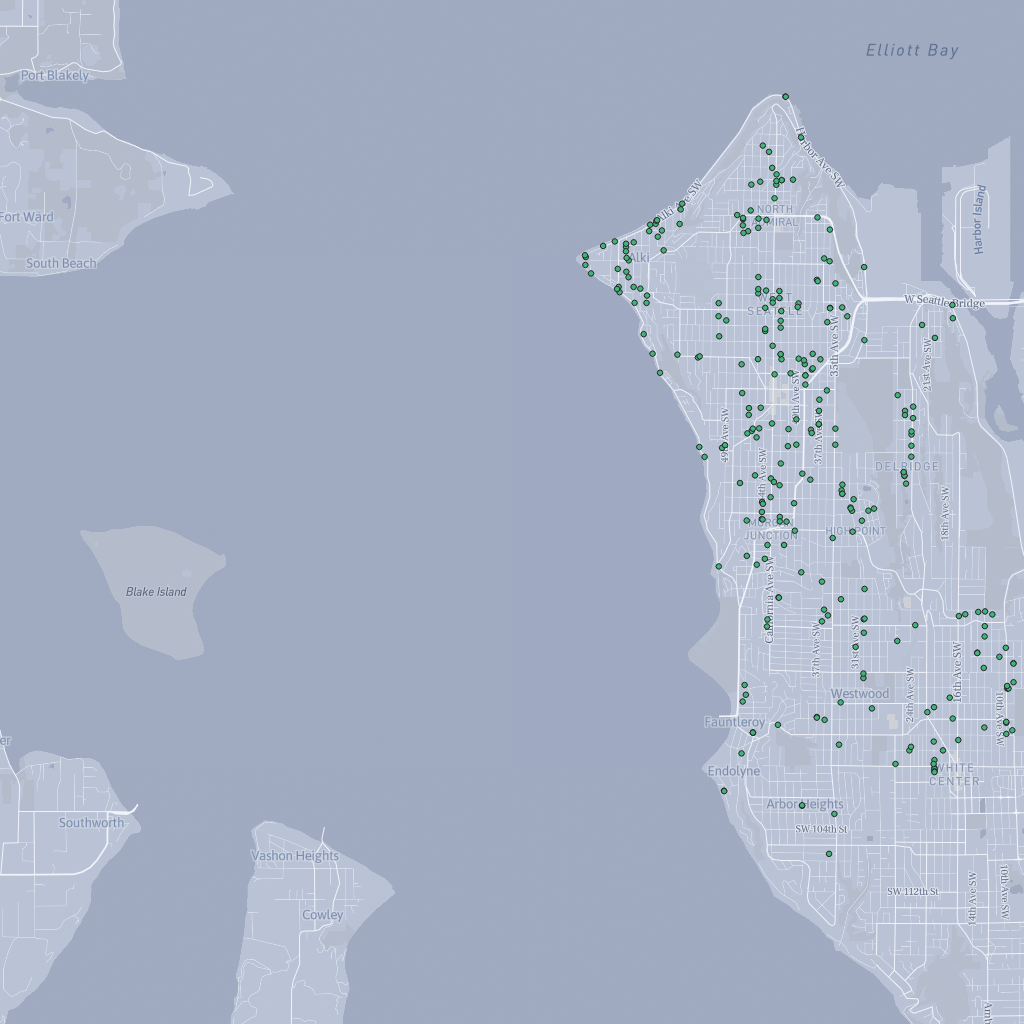 Elliott Bay
Port Blakely
Harbor Ave SW
Alki Ave SW
NORTH
ADMIRAL
Harbor Island
Fort Ward
South Beach
Alki
W Seattle Bridge
WEST
SEATTLE
35th Ave SW
21st Ave SW
49th Ave SW
37th Ave SW
DELRIDGE
18th Ave SW
MORGAN
JUNCTION
HIGH POINT
Blake Island
California Ave SW
37th Ave SW
31st Ave SW
16th Ave SW
24th Ave SW
10th Ave SW
Westwood
Fauntleroy
Endolyne
WHITE
CENTER
Arbor Heights
SW 104th St
Southworth
Vashon Heights
SW 112th St
14th Ave SW
10th Ave SW
Cowley